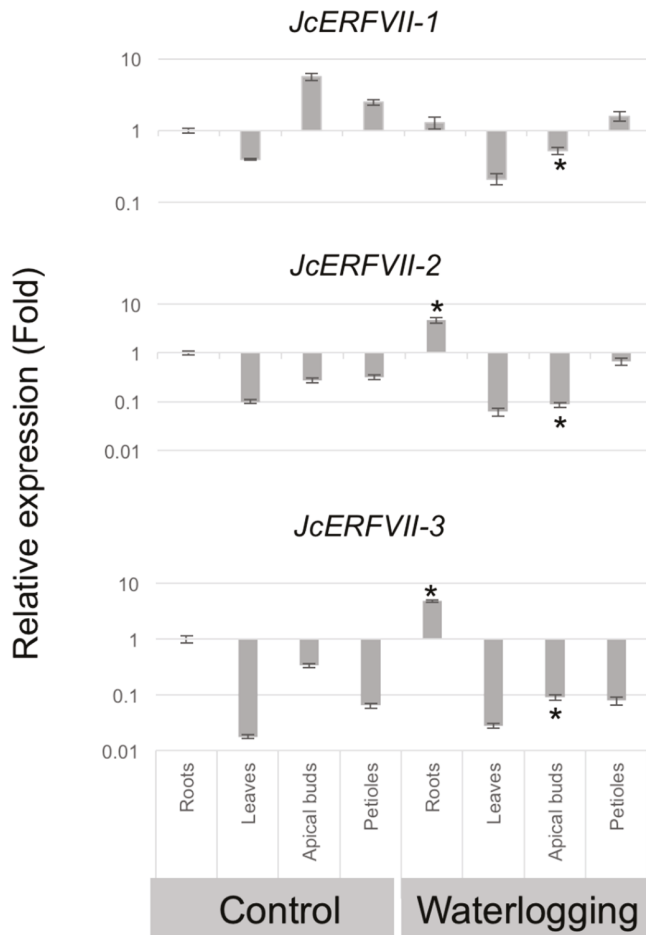 JcERFVII-1
10
1
0.1
*
JcERFVII-2
10
1
0.1
0.01
*
*
JcERFVII-3
10
1
0.1
0.01
*
*
Relative expression (Fold)
Roots
Leaves
Apical buds
Petioles
Roots
Leaves
Apical buds
Petioles
Control
Waterlogging